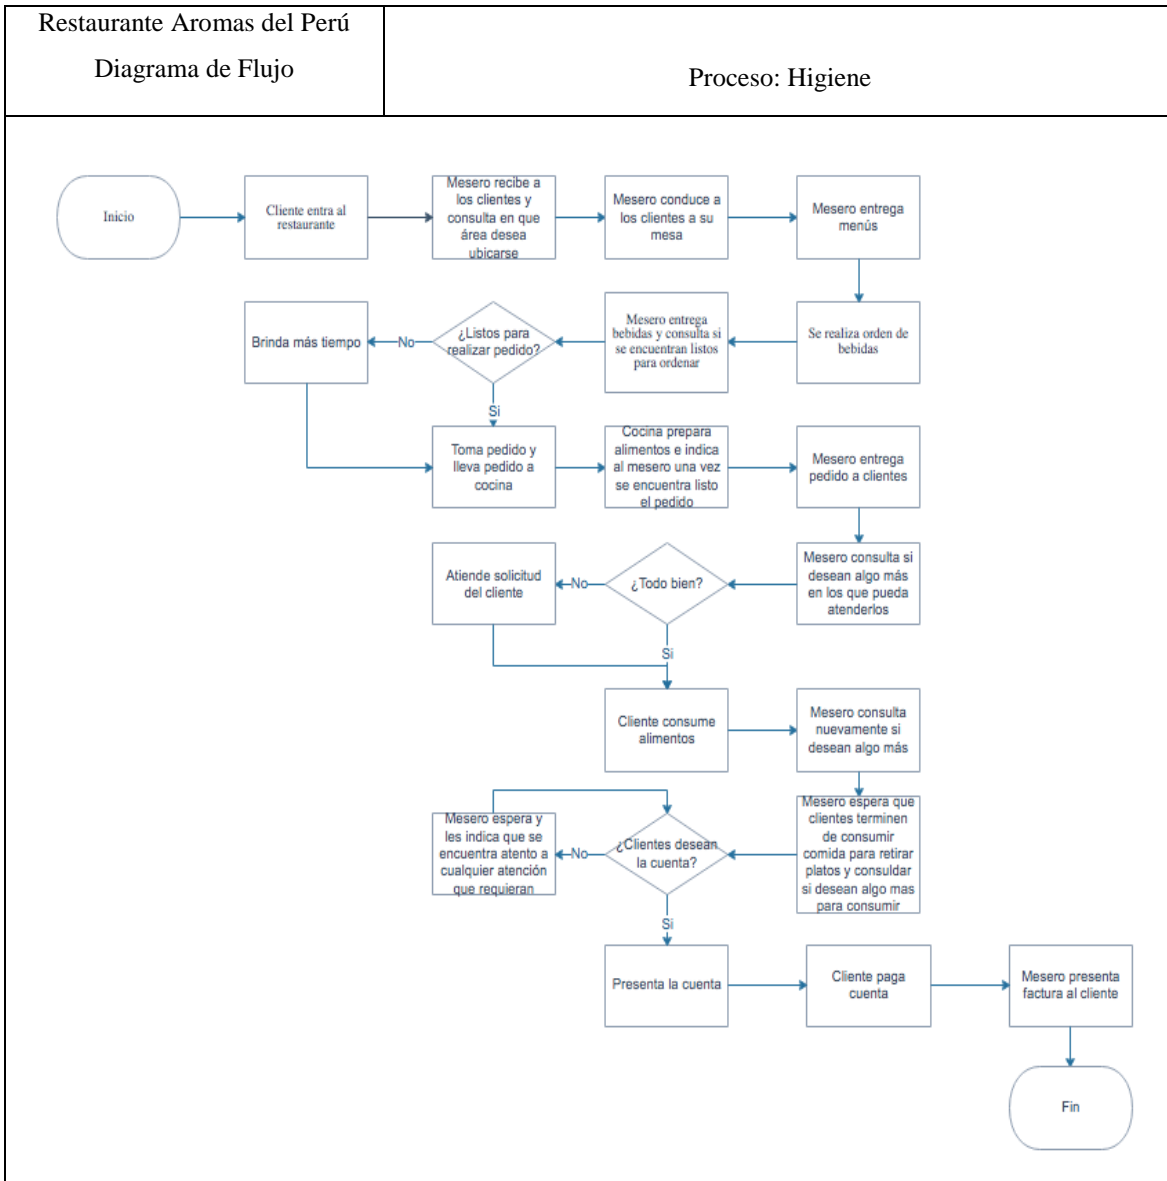 Restaurante Aromas del Perú
Diagrama de Flujo
Proceso: Higiene
Inicio
Cliente entra al
restaurante
Mesero recibe a
los clientes y
consulta en que
área desea
ubicarse
Mesero conduce a
los clientes a su
mesa
Mesero entrega
menús
Se realiza orden de
bebidas
Mesero entrega
bebidas y consulta si
se encuentran listos
para ordenar
¿Listos para
realizar pedido?
No
Brinda más tiempo
Si
Toma pedido y
lleva pedido a
cocina
Cocina prepara
alimentos e indica
al mesero una vez
se encuentra listo
el pedido
Mesero entrega
pedido a clientes
Mesero consulta si
desean algo más
en los que pueda
atenderlos
¿Todo bien?
No
Atiende solicitud
del cliente
Si
Cliente consume
alimentos
Mesero consulta
nuevamente si
desean algo más
Mesero espera que
clientes terminen
de consumir
comida para retirar
platos y consuldar
si desean algo mas
para consumir
¿Clientes desean
la cuenta?
No
Mesero espera y
les indica que se
encuentra atento a
cualquier atención
que requieran
Si
Presenta la cuenta
Cliente paga
cuenta
Mesero presenta
factura al cliente
Fin